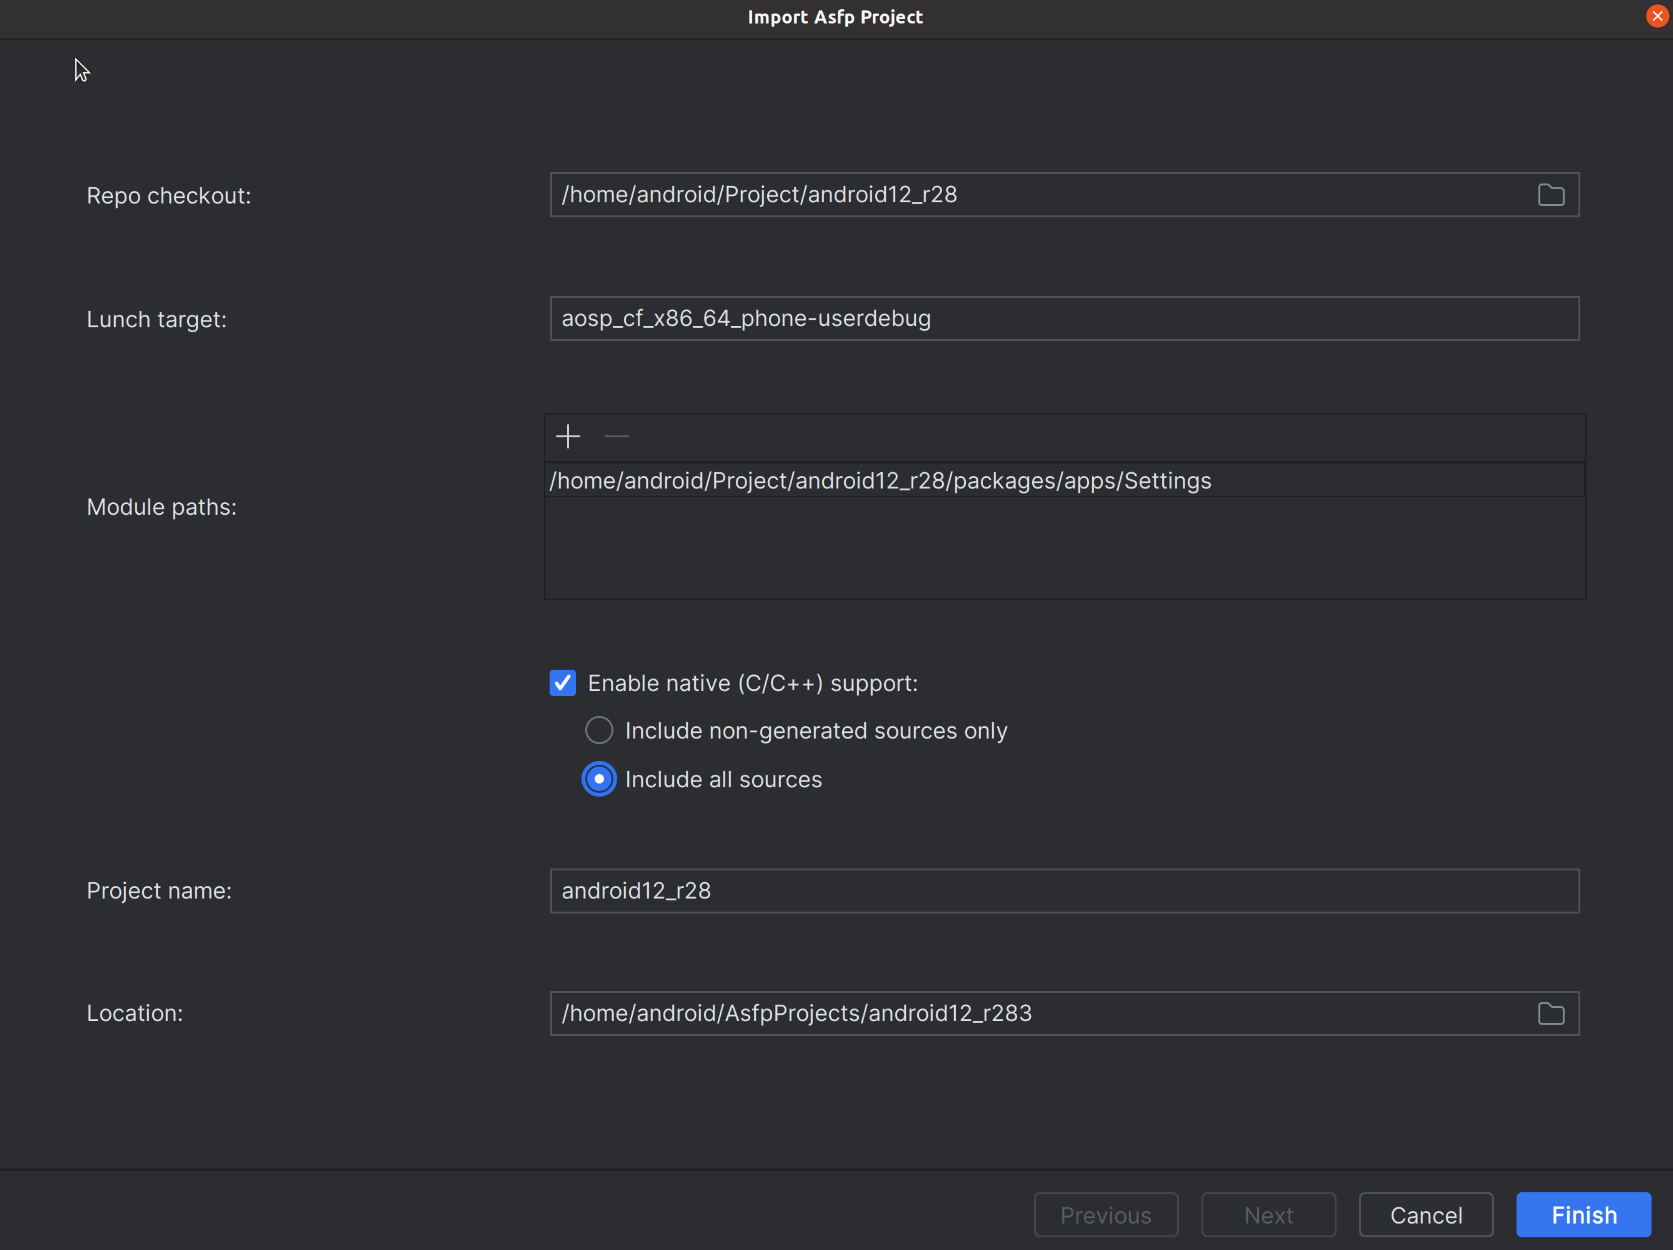 Import Asfp Project
Repo checkout:
/home/android/Project/android12_r28
Lunch target:
aosp_cf_x86_64_phone-userdebug
Module paths:
/home/android/Project/android12_r28/packages/apps/Settings
Enable native (C/C++) support:
Include non-generated sources only
Include all sources
Project name:
android12_r28
Location:
/home/android/AsfpProjects/android12_r283
Previous
Next
Cancel
Finish